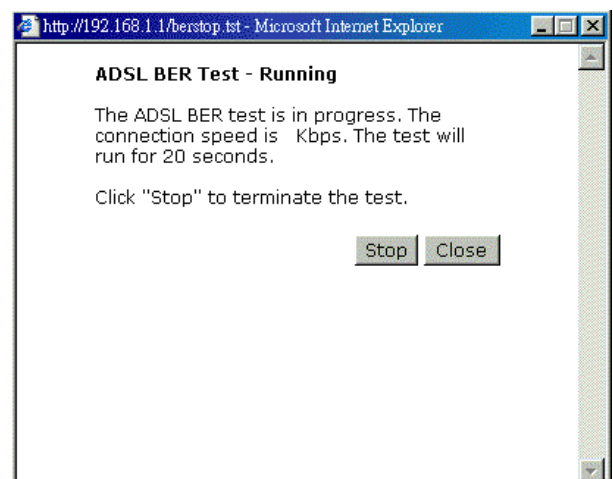 http://192.168.1.1/berstop.tst - Microsoft Internet Explorer
ADSL BER Test - Running
The ADSL BER test is in progress. The
connection speed is   Kbps. The test will
run for 20 seconds.
Click "Stop" to terminate the test.
Stop Close